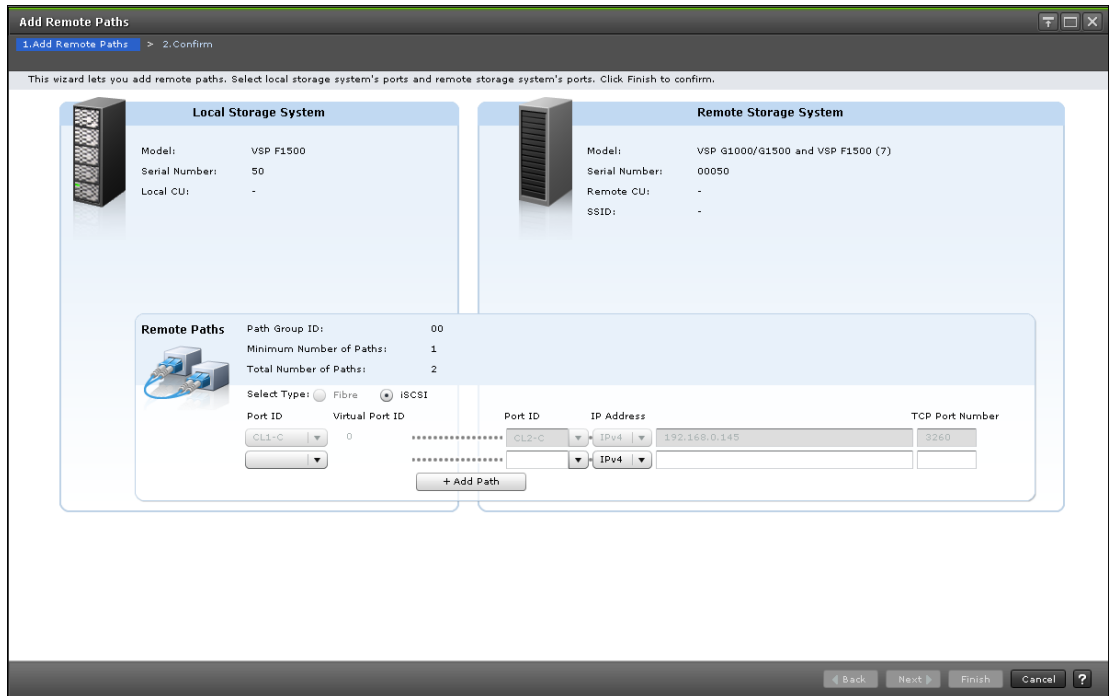 Add Remote Paths
1.Add Remote Paths > 2.Confirm
This wizard lets you add remote paths. Select local storage system's ports and remote storage system's ports. Click Finish to confirm.
Local Storage System
Model: VSP F1500
Serial Number: 50
Local CU: -
Remote Storage System
Model: VSP G1000/G1500 and VSP F1500 (7)
Serial Number: 00050
Remote CU: -
SSID: -
Remote Paths
Path Group ID: 00
Minimum Number of Paths: 1
Total Number of Paths: 2
Select Type: Fibre iSCSI
Port ID Virtual Port ID Port ID IP Address TCP Port Number
CL1-C 0 CL2-C IPv4 192.168.0.145 3260
IPv4
+ Add Path
Back Next Finish Cancel ?